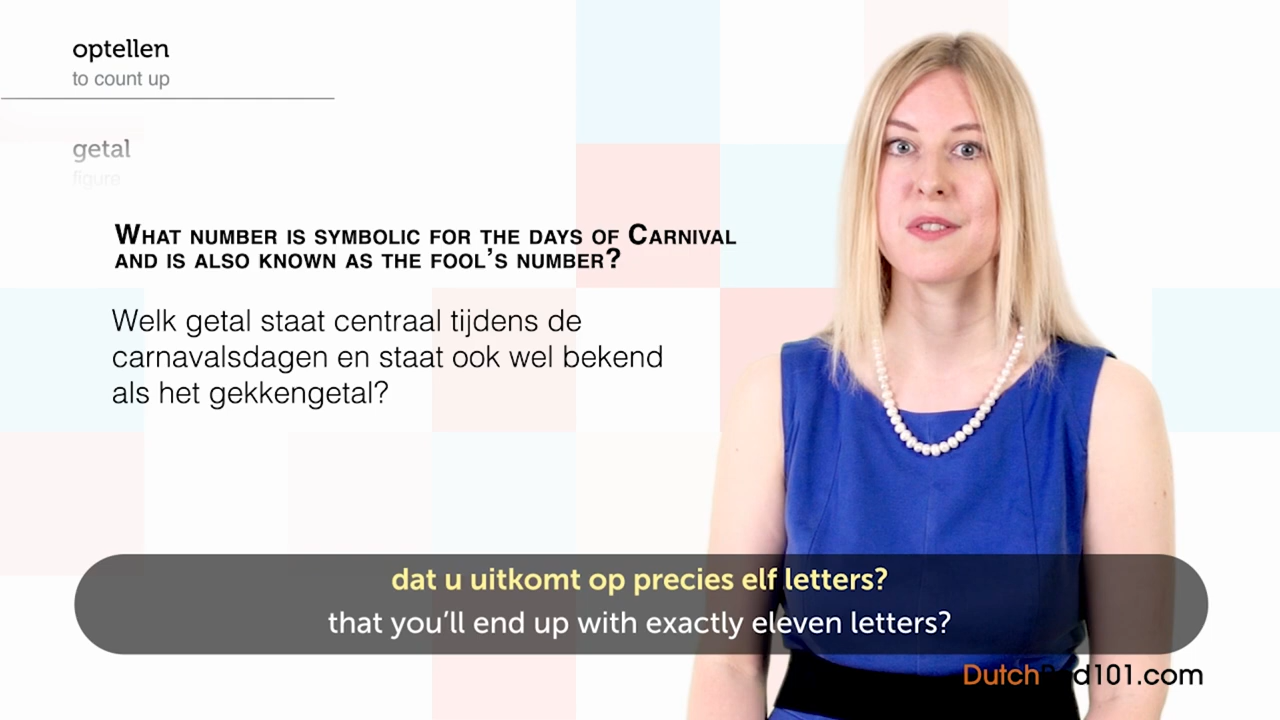 optellen
to count up
getal
figure
WHAT NUMBER IS SYMBOLIC FOR THE DAYS OF CARNIVAL
AND IS ALSO KNOWN AS THE FOOL'S NUMBER?
Welk getal staat centraal tijdens de
carnavalsdagen en staat ook wel bekend
als het gekkengetal?
dat u uitkomt op precies elf letters?
that you'll end up with exactly eleven letters?
DutchPod101.com